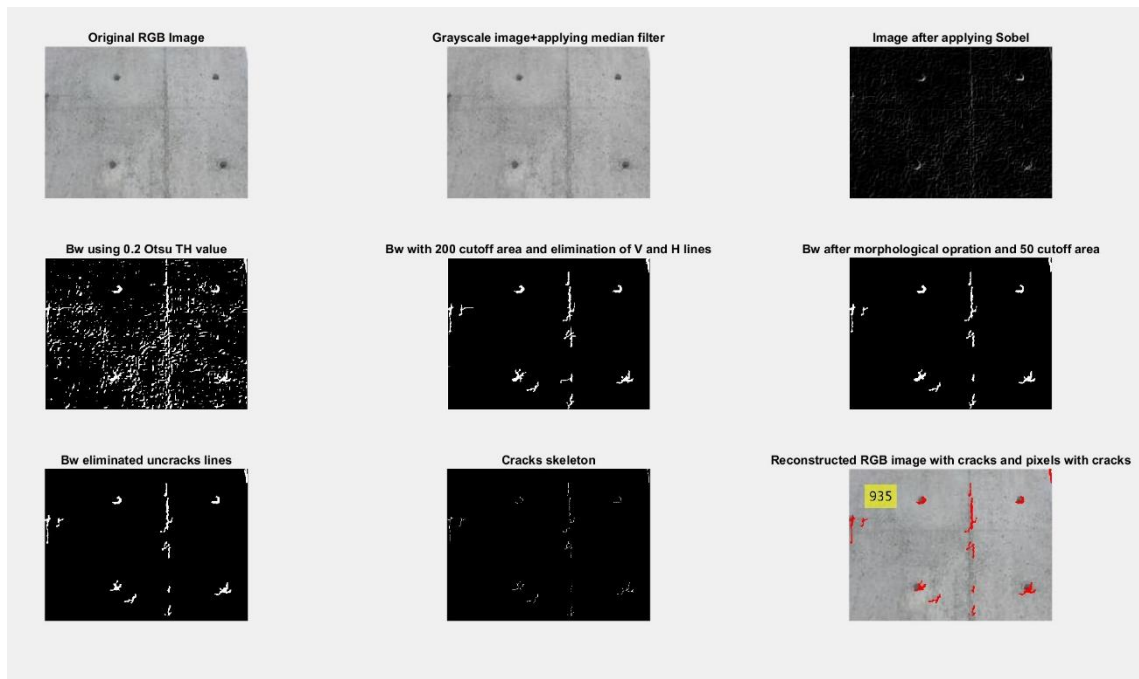 Original RGB Image
Grayscale image+applying median filter
Image after applying Sobel
Bw using 0.2 Otsu TH value
Bw with 200 cutoff area and elimination of V and H lines
Bw after morphological opration and 50 cutoff area
Bw eliminated uncracks lines
Cracks skeleton
Reconstructed RGB image with cracks and pixels with cracks
935